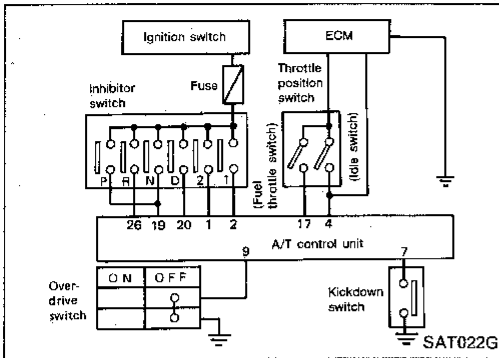 Ignition switch
ECM
Fuse
Throttle
position
switch
Inhibitor
switch
(Fuel
throttle switch)
(Idle switch)
P R N D 2 1
26 19 20 1 2 17 4
A/T control unit
9 7
ON OFF
Over-
drive
switch
Kickdown
switch
SAT022G